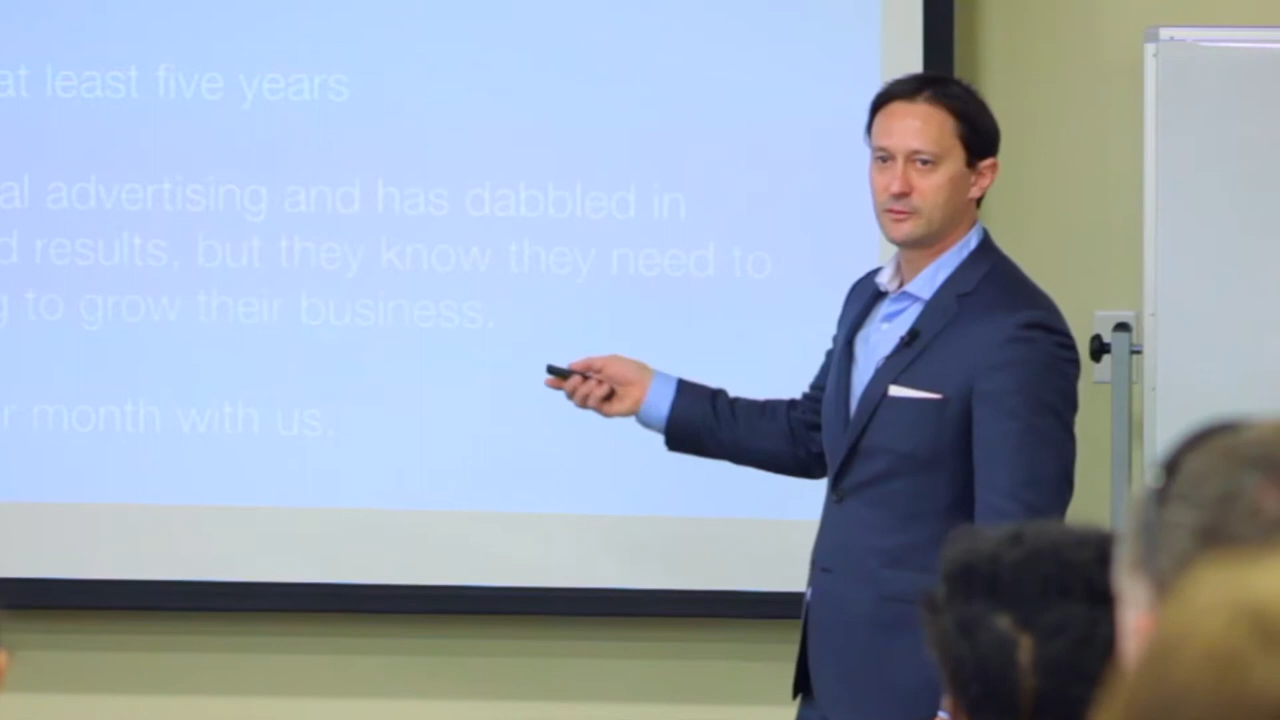 at least five years
al advertising and has dabbled in
d results, but they know they need to
g to grow their business.
r month with us.